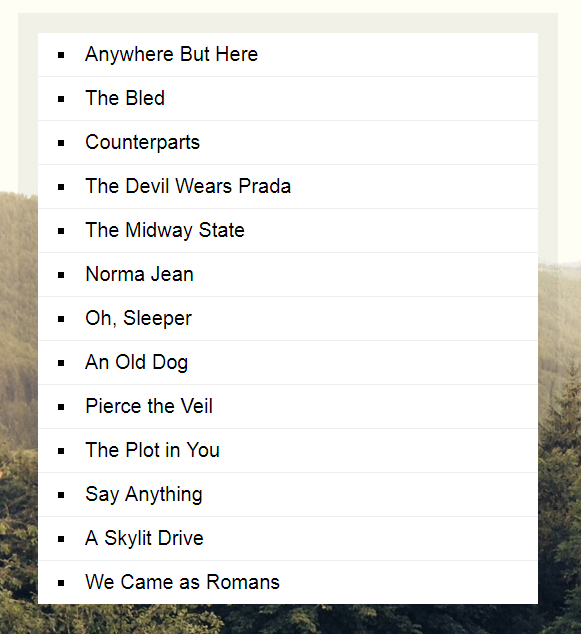 Anywhere But Here
The Bled
Counterparts
The Devil Wears Prada
The Midway State
Norma Jean
Oh, Sleeper
An Old Dog
Pierce the Veil
The Plot in You
Say Anything
A Skylit Drive
We Came as Romans